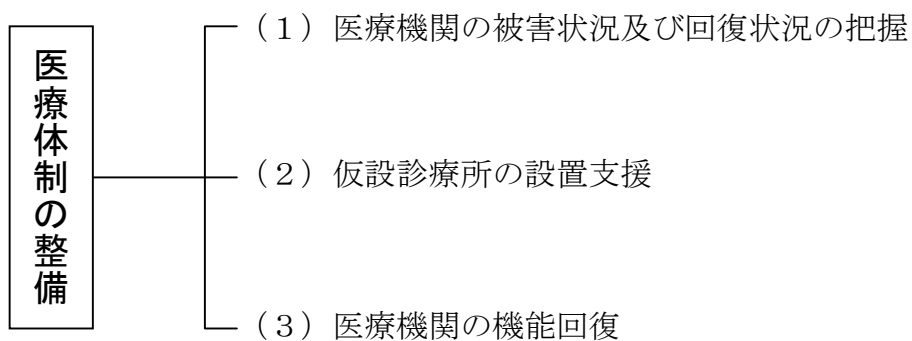 医療体制の整備
（１）医療機関の被害状況及び回復状況の把握
（２）仮設診療所の設置支援
（３）医療機関の機能回復